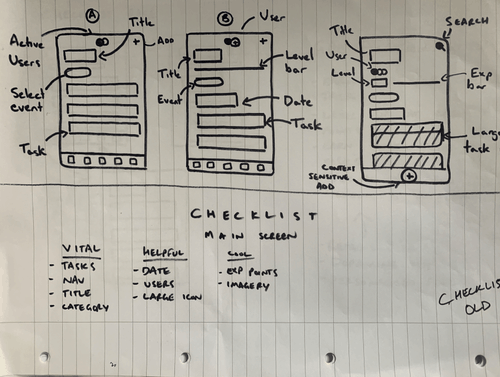 A
Title
Active
Users
ADD
Select
event
Task
B
User
Title
Level
bar
Event
Date
Task
SEARCH
Title
User
Level
Exp
bar
Large
task
CONTEXT
SENSITIVE
ADD
CHECKLIST
MAIN SCREEN
VITAL
- TASKS
- NAV
- TITLE
- CATEGORY
HELPFUL
- DATE
- USERS
- LARGE ICON
COOL
- EXP POINTS
- IMAGERY
CHECKLIS
OLD